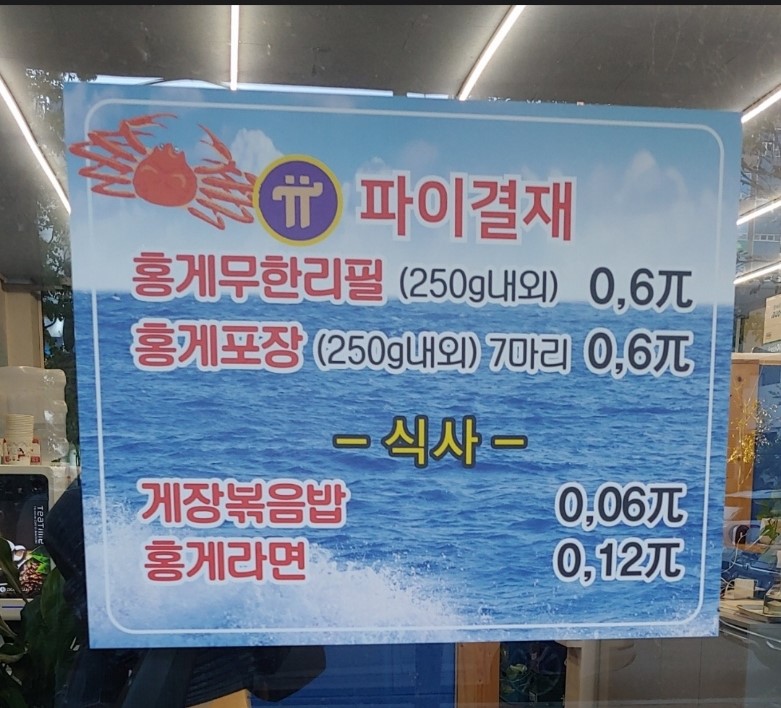 파이결재
홍게무한리필 (250g내외) 0,6π
홍게포장 (250g내외) 7마리 0,6π
- 식사 -
게장볶음밥 0,06π
홍게라면 0,12π
TeaTime